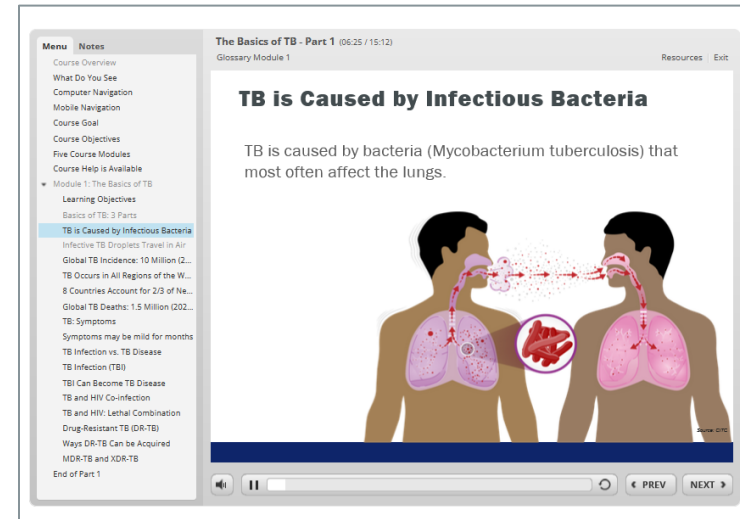 Menu Notes
Course Overview
What Do You See
Computer Navigation
Mobile Navigation
Course Goal
Course Objectives
Five Course Modules
Course Help is Available
Module 1: The Basics of TB
Learning Objectives
Basics of TB: 3 Parts
TB is Caused by Infectious Bacteria
Infective TB Droplets Travel in Air
Global TB Incidence: 10 Million (2...
TB Occurs in All Regions of the W...
8 Countries Account for 2/3 of Ne...
Global TB Deaths: 1.5 Million (202...
TB: Symptoms
Symptoms may be mild for months
TB Infection vs. TB Disease
TB Infection (TBI)
TBI Can Become TB Disease
TB and HIV Co-infection
TB and HIV: Lethal Combination
Drug-Resistant TB (DR-TB)
Ways DR-TB Can be Acquired
MDR-TB and XDR-TB
End of Part 1
The Basics of TB - Part 1 (06:25 / 15:12)
Glossary Module 1
Resources Exit
TB is Caused by Infectious Bacteria
TB is caused by bacteria (Mycobacterium tuberculosis) that
most often affect the lungs.
Source:
PREV NEXT